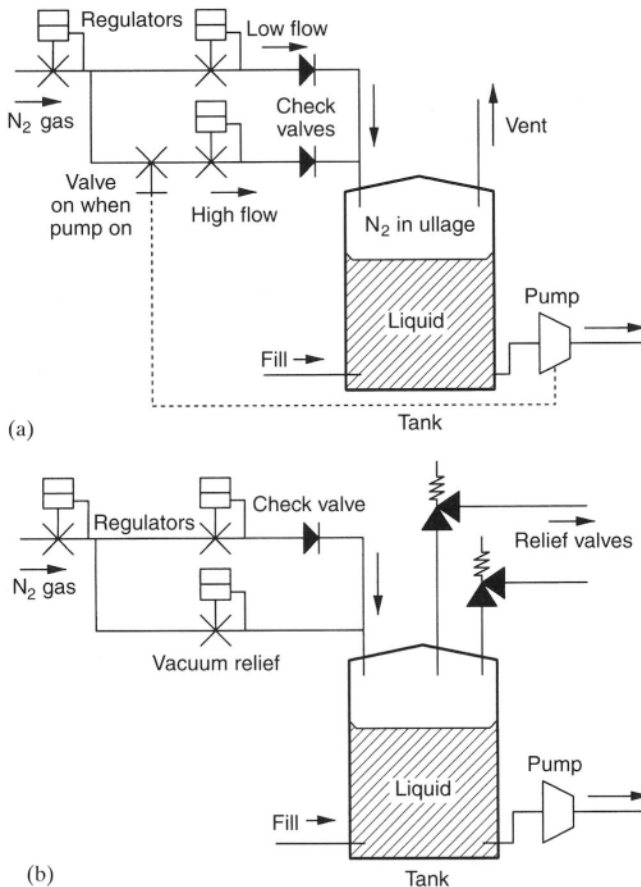 Regulators
Low flow
N₂ gas
Check
valves
Vent
Valve
on when
pump on
High flow
N₂ in ullage
Liquid
Pump
Fill
Tank
(a)
Regulators
Check valve
N₂ gas
Relief valves
Vacuum relief
Liquid
Pump
Fill
Tank
(b)